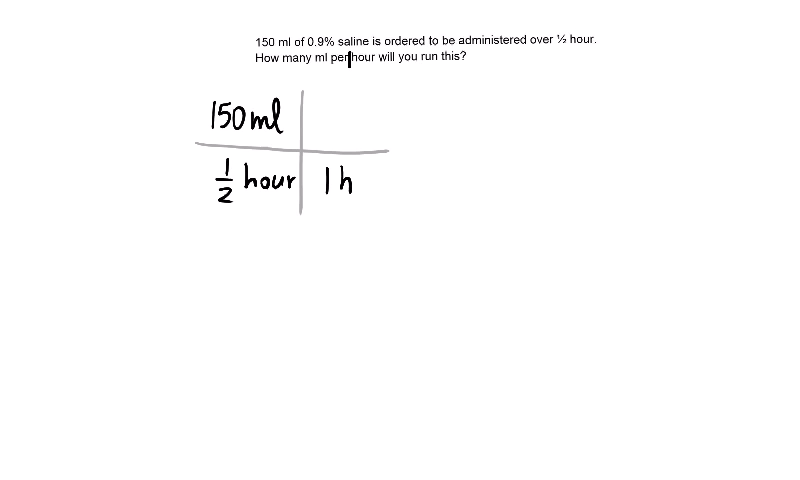 150 ml of 0.9% saline is ordered to be administered over ½ hour.
How many ml per hour will you run this?
150 ml
1/2 hour 1 h